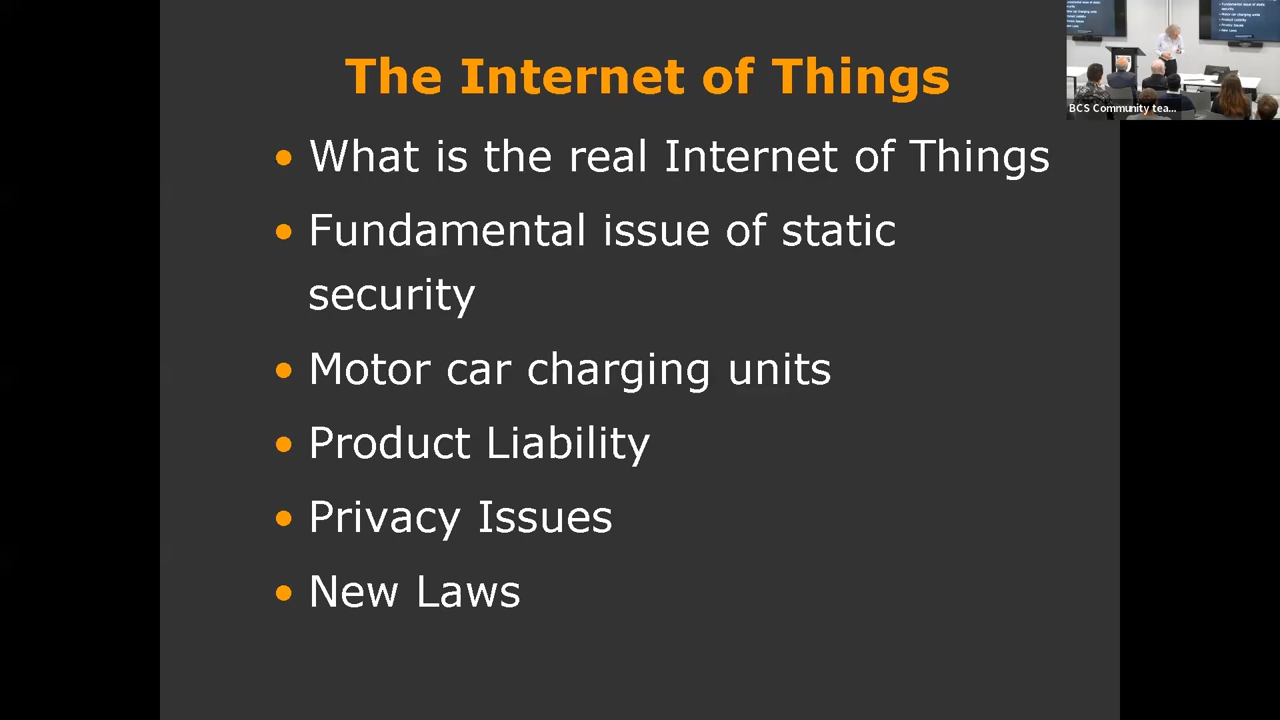 The Internet of Things
• What is the real Internet of Things
• Fundamental issue of static
security
• Motor car charging units
• Product Liability
• Privacy Issues
• New Laws
BCS Community tea...